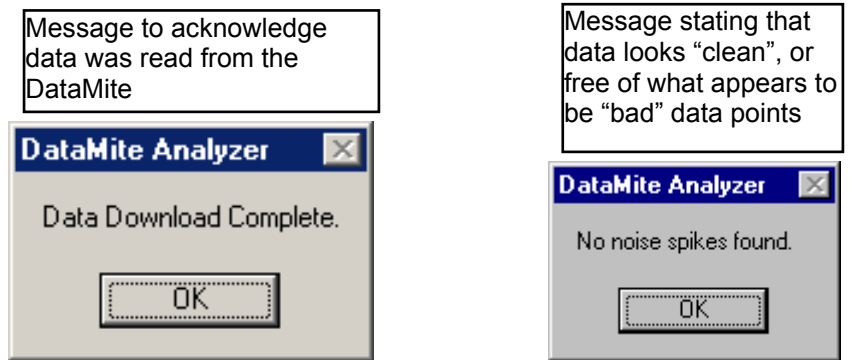 Message to acknowledge
data was read from the
DataMite
DataMite Analyzer
Data Download Complete.
OK
Message stating that
data looks “clean”, or
free of what appears to
be “bad” data points
DataMite Analyzer
No noise spikes found.
OK